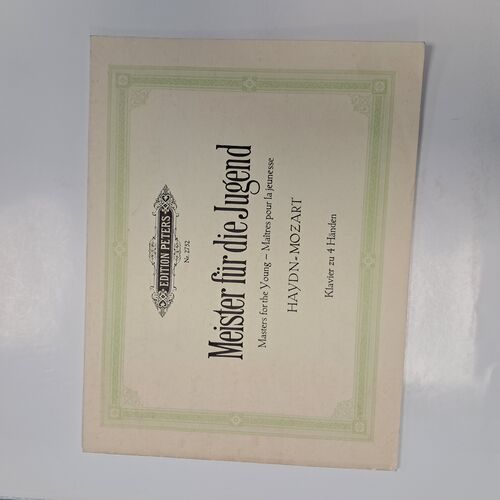 EDITION PETERS
Nr. 2752
Meister für die Jugend
Masters for the Young – Maîtres pour la jeunesse
HAYDN-MOZART
Klavier zu 4 Händen